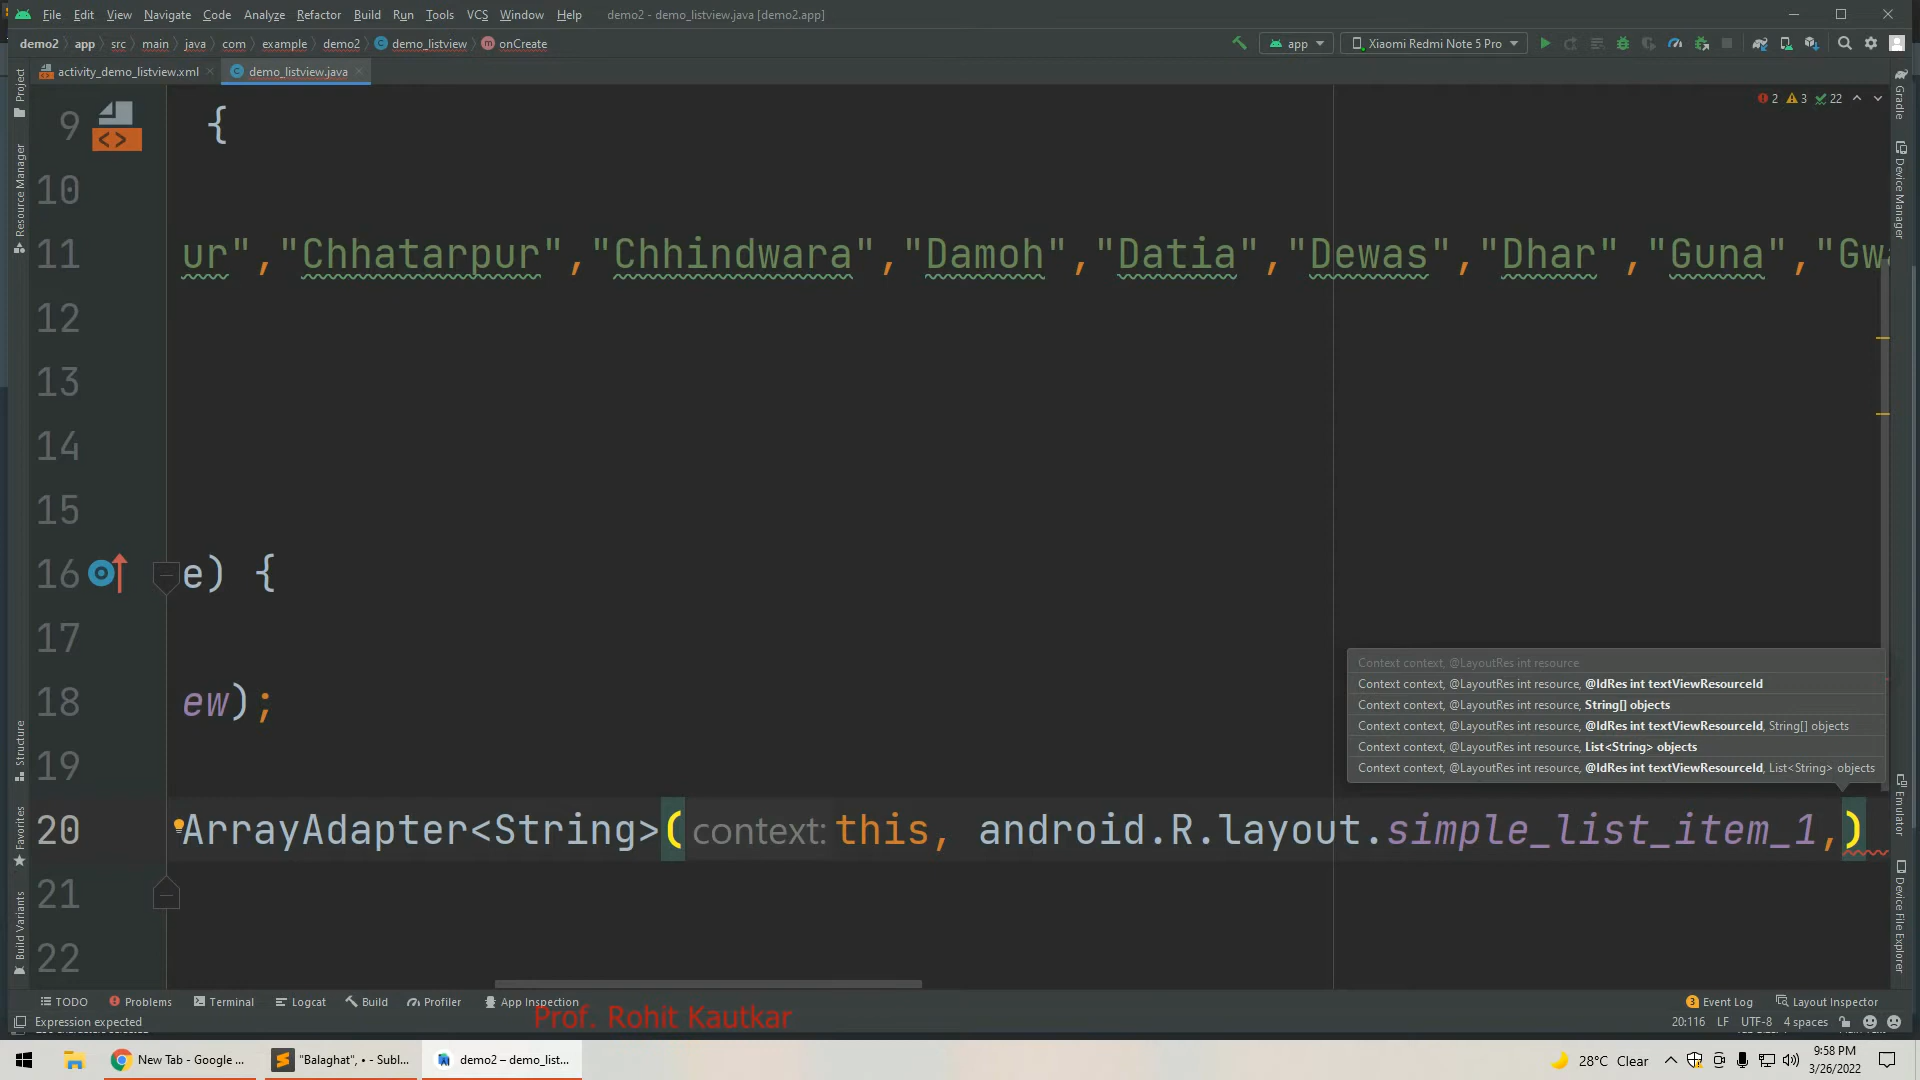 File Edit View Navigate Code Analyze Refactor Build Run Tools VCS Window Help demo2 - demo_listview.java [demo2.app]
demo2 app src main java com example demo2 demo_listview onCreate app Xiaomi Redmi Note 5 Pro
activity_demo_listview.xml demo_listview.java
2 3 22
9 {
10
11 ur","Chhatarpur","Chhindwara","Damoh","Datia","Dewas","Dhar","Guna","Gw
12
13
14
15
16 e) {
17
18 ew);
19
Context context, @LayoutRes int resource
Context context, @LayoutRes int resource, @IdRes int textViewResourceId
Context context, @LayoutRes int resource, String[] objects
Context context, @LayoutRes int resource, @IdRes int textViewResourceId, String[] objects
Context context, @LayoutRes int resource, List<String> objects
Context context, @LayoutRes int resource, @IdRes int textViewResourceId, List<String> objects
20 ArrayAdapter<String>( context: this, android.R.layout.simple_list_item_1,)
21
22
Project
Resource Manager
Structure
Favorites
Build Variants
Gradle
Device Manager
Emulator
Device File Explorer
TODO Problems Terminal Logcat Build Profiler App Inspection Event Log Layout Inspector
Prof. Rohit Kautkar
Expression expected 20:116 LF UTF-8 4 spaces
New Tab - Google ... "Balaghat", • - Subl... demo2 – demo_list... 28°C Clear 9:58 PM
3/26/2022